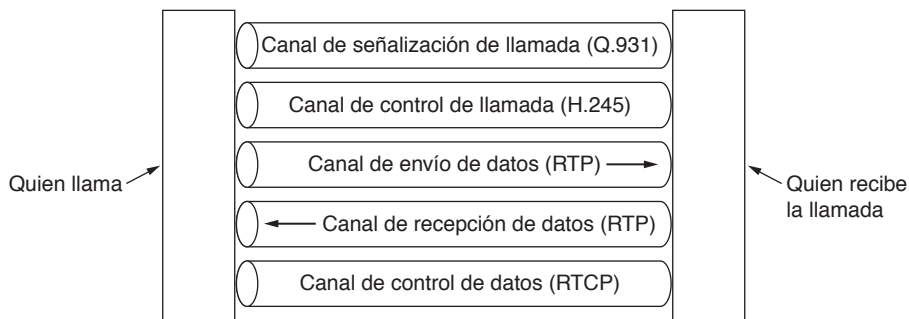 Canal de señalización de llamada (Q.931)
Canal de control de llamada (H.245)
Canal de envío de datos (RTP)
Quien llama
Quien recibe
la llamada
Canal de recepción de datos (RTP)
Canal de control de datos (RTCP)